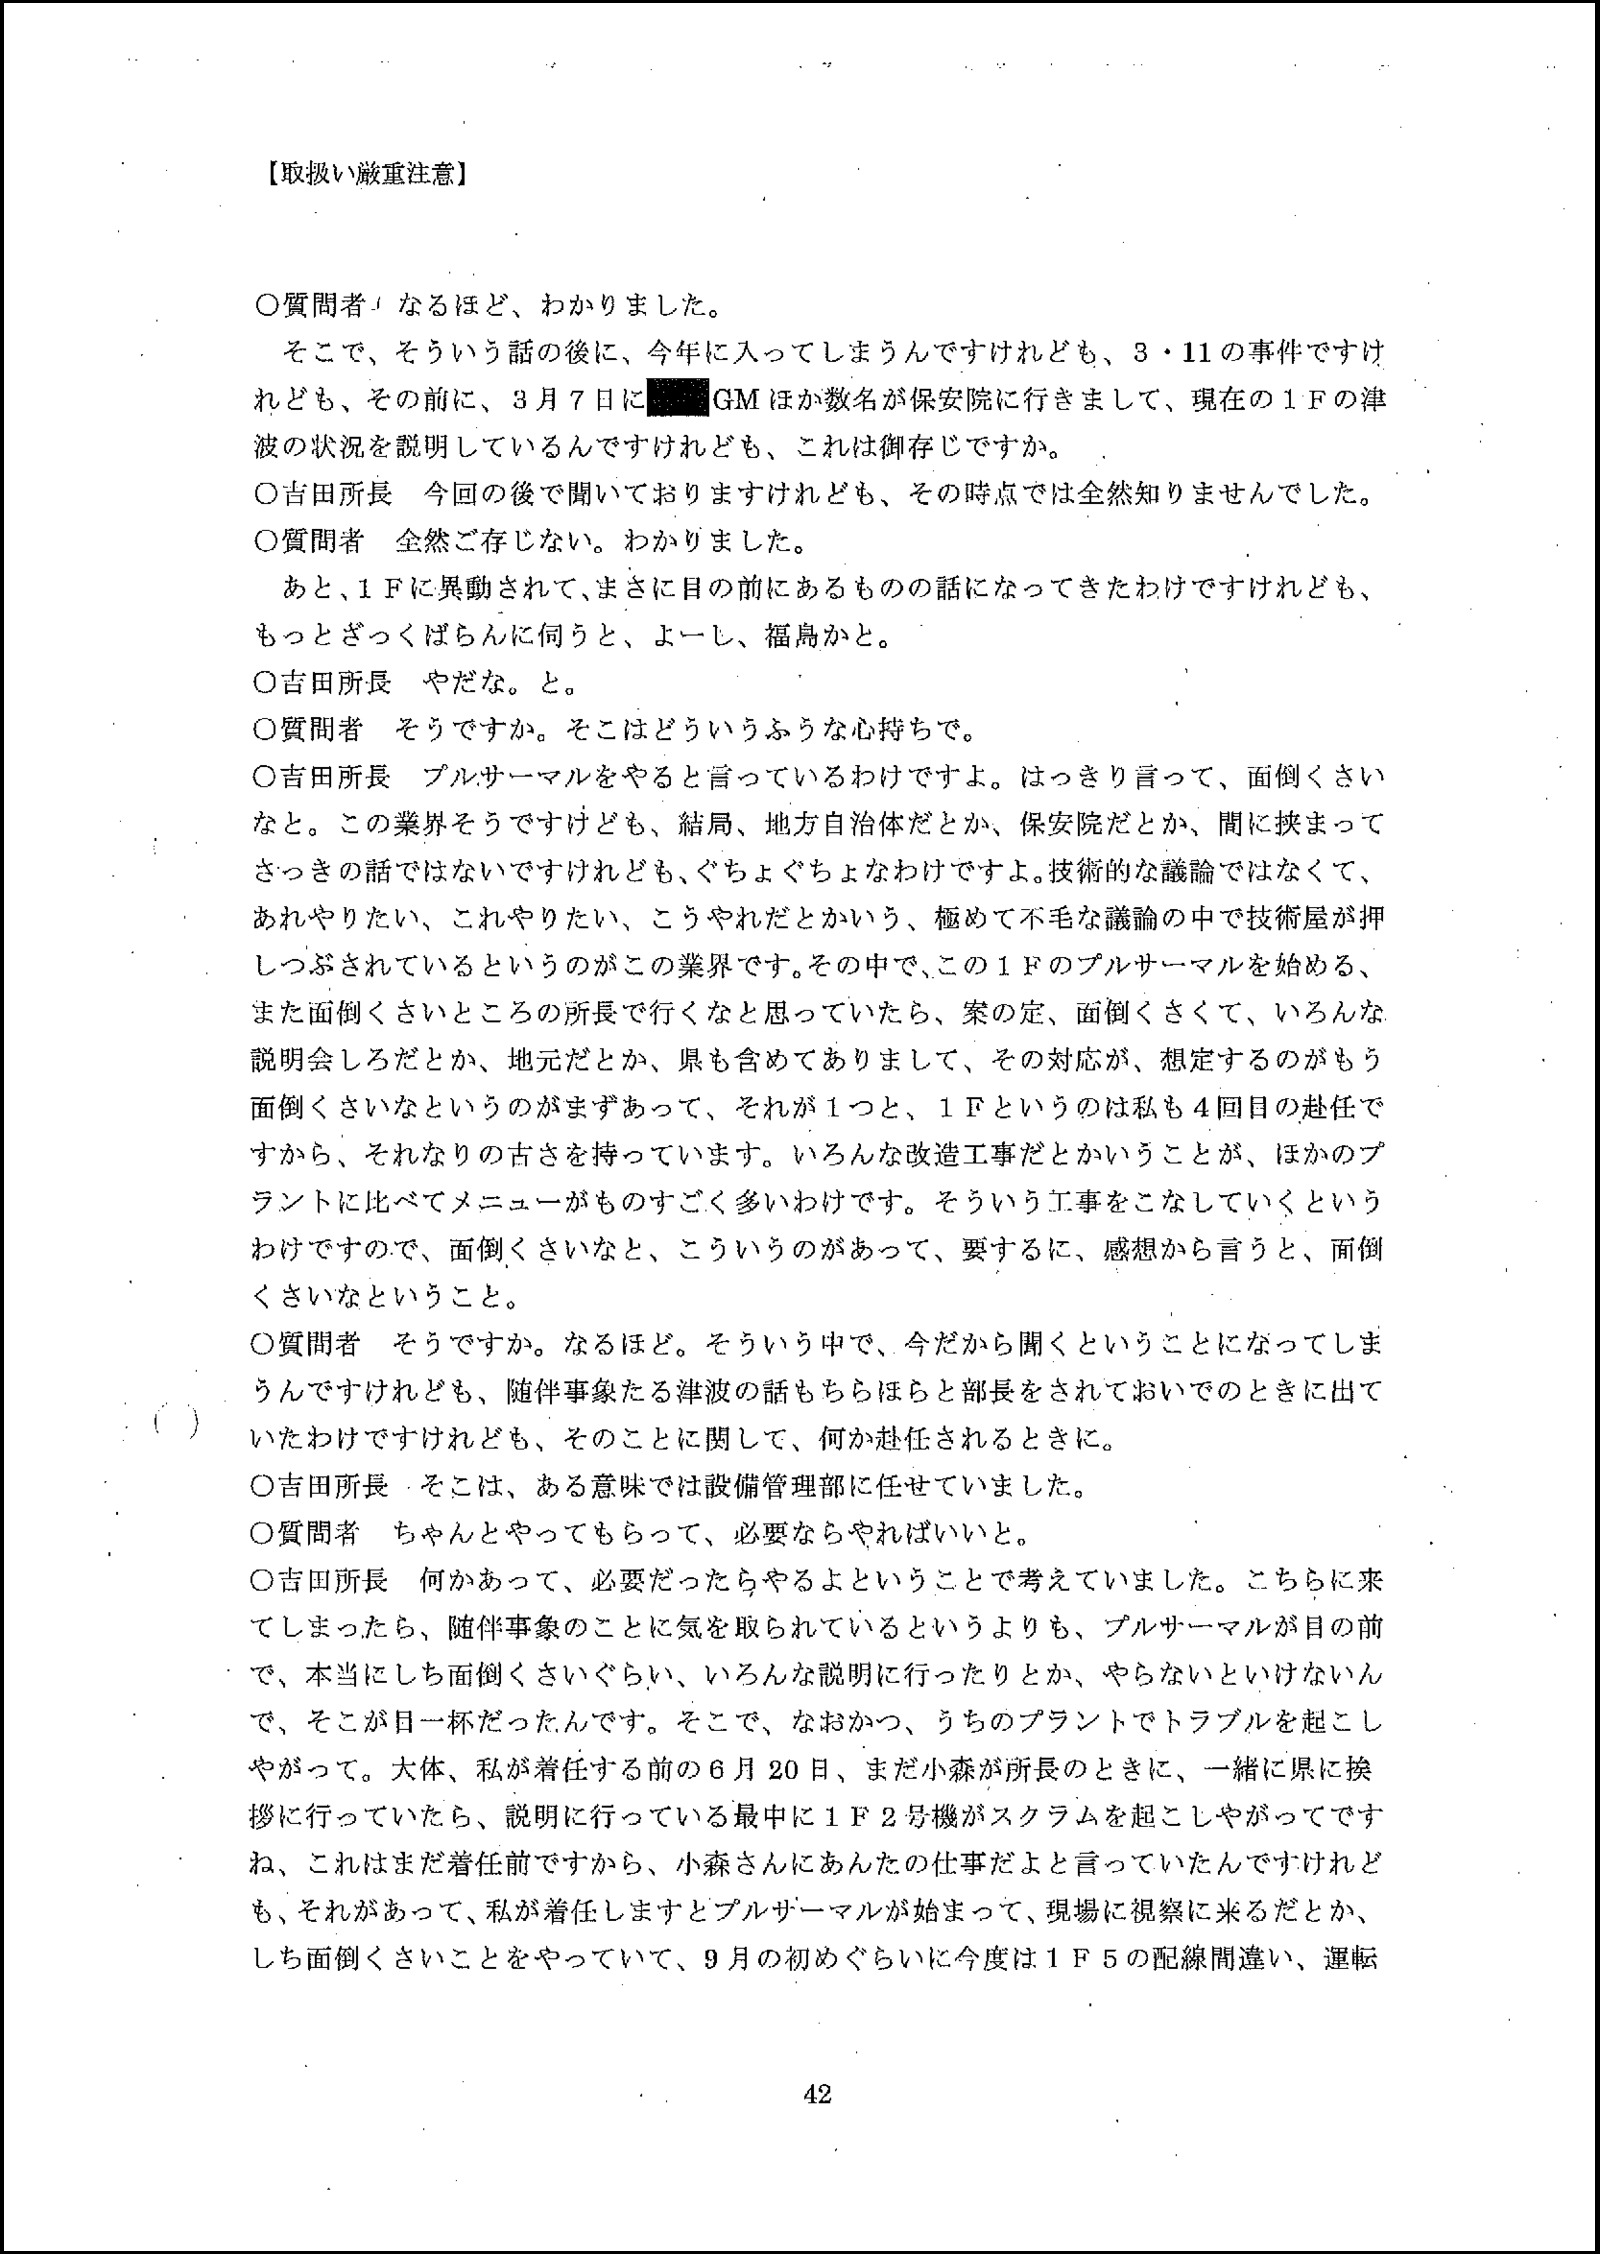 【取扱い厳重注意】
○質問者 なるほど、わかりました。
そこで、そういう話の後に、今年に入ってしまうんですけれども、３・11の事件ですけ
れども、その前に、３月７日にGMほか数名が保安院に行きまして、現在の１Ｆの津
波の状況を説明しているんですけれども、これは御存じですか。
○吉田所長　今回の後で聞いておりますけれども、その時点では全然知りませんでした。
○質問者　全然ご存じない。わかりました。
あと、１Ｆに異動されて、まさに目の前にあるものの話になってきたわけですけれども、
もっとざっくばらんに伺うと、よーし、福島かと。
○吉田所長　やだな。と。
○質問者　そうですか。そこはどういうふうな心持ちで。
○吉田所長　プルサーマルをやると言っているわけですよ。はっきり言って、面倒くさい
なと。この業界そうですけども、結局、地方自治体だとか、保安院だとか、間に挟まって
さっきの話ではないですけれども、ぐちょぐちょなわけですよ。技術的な議論ではなくて、
あれやりたい、これやりたい、こうやれだとかいう、極めて不毛な議論の中で技術屋が押
しつぶされているというのがこの業界です。その中で、この１Ｆのプルサーマルを始める、
また面倒くさいところの所長で行くなと思っていたら、案の定、面倒くさくて、いろんな
説明会しろだとか、地元だとか、県も含めてありまして、その対応が、想定するのがもう
面倒くさいなというのがまずあって、それが１つと、１Ｆというのは私も４回目の赴任で
すから、それなりの古さを持っています。いろんな改造工事だとかいうことが、ほかのプ
ラントに比べてメニューがものすごく多いわけです。そういう工事をこなしていくという
わけですので、面倒くさいなと、こういうのがあって、要するに、感想から言うと、面倒
くさいなということ。
○質問者　そうですか。なるほど。そういう中で、今だから聞くということになってしま
うんですけれども、随伴事象たる津波の話もちらほらと部長をされておいでのときに出て
いたわけですけれども、そのことに関して、何か赴任されるときに。
○吉田所長　そこは、ある意味では設備管理部に任せていました。
○質問者　ちゃんとやってもらって、必要ならやればいいと。
○吉田所長　何かあって、必要だったらやるよということで考えていました。こちらに来
てしまったら、随伴事象のことに気を取られているというよりも、プルサーマルが目の前
で、本当にしち面倒くさいぐらい、いろんな説明に行ったりとか、やらないといけないん
で、そこが目一杯だったんです。そこで、なおかつ、うちのプラントでトラブルを起こし
やがって。大体、私が着任する前の６月20日、まだ小森が所長のときに、一緒に県に挨
拶に行っていたら、説明に行っている最中に１Ｆ２号機がスクラムを起こしやがってです
ね、これはまだ着任前ですから、小森さんにあんたの仕事だよと言っていたんですけれど
も、それがあって、私が着任しますとプルサーマルが始まって、現場に視察に来るだとか、
しち面倒くさいことをやっていて、９月の初めぐらいに今度は１Ｆ５の配線間違い、運転
42